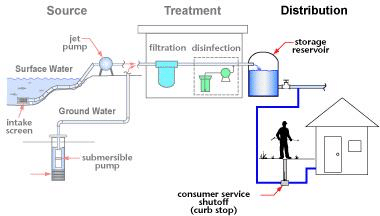 Source
Treatment
Distribution
jet
pump
filtration
disinfection
storage
reservoir
Surface Water
intake
screen
Ground Water
submersible
pump
consumer service
shutoff
(curb stop)